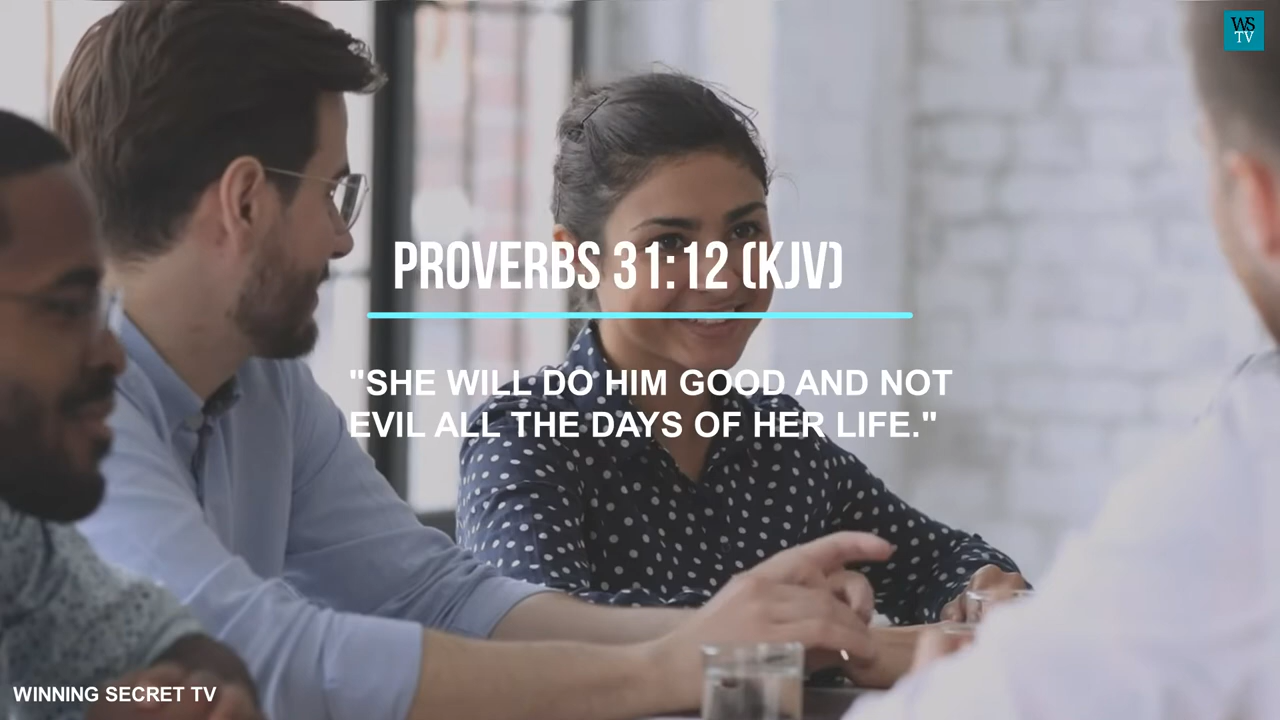 WS
TV
PROVERBS 31:12 (KJV)
"SHE WILL DO HIM GOOD AND NOT
EVIL ALL THE DAYS OF HER LIFE."
WINNING SECRET TV